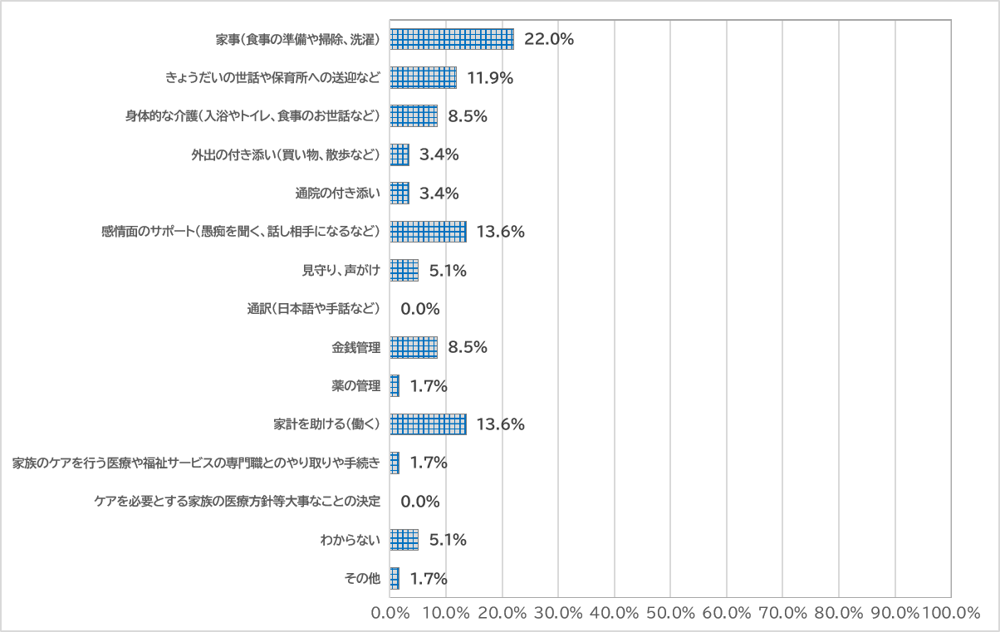 家事（食事の準備や掃除、洗濯） 22.0%
きょうだいの世話や保育所への送迎など 11.9%
身体的な介護（入浴やトイレ、食事のお世話など） 8.5%
外出の付き添い（買い物、散歩など） 3.4%
通院の付き添い 3.4%
感情面のサポート（愚痴を聞く、話し相手になるなど） 13.6%
見守り、声がけ 5.1%
通訳（日本語や手話など） 0.0%
金銭管理 8.5%
薬の管理 1.7%
家計を助ける（働く） 13.6%
家族のケアを行う医療や福祉サービスの専門職とのやり取りや手続き 1.7%
ケアを必要とする家族の医療方針等大事なことの決定 0.0%
わからない 5.1%
その他 1.7%
0.0% 10.0% 20.0% 30.0% 40.0% 50.0% 60.0% 70.0% 80.0% 90.0% 100.0%